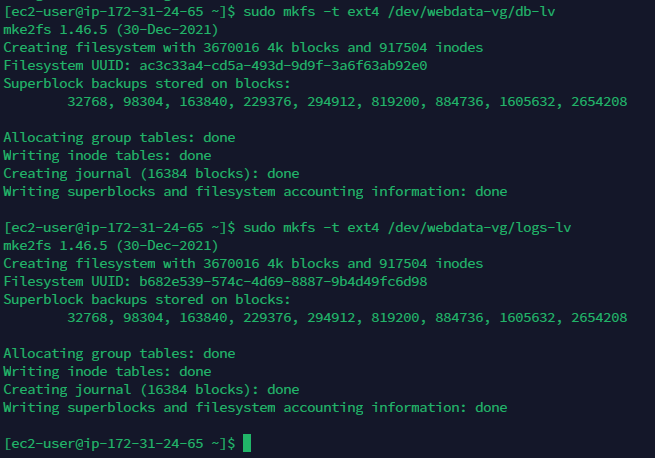 [ec2-user@ip-172-31-24-65 ~]$ sudo mkfs -t ext4 /dev/webdata-vg/db-lv
mke2fs 1.46.5 (30-Dec-2021)
Creating filesystem with 3670016 4k blocks and 917504 inodes
Filesystem UUID: ac3c33a4-cd5a-493d-9d9f-3a6f63ab92e0
Superblock backups stored on blocks:
        32768, 98304, 163840, 229376, 294912, 819200, 884736, 1605632, 2654208
Allocating group tables: done
Writing inode tables: done
Creating journal (16384 blocks): done
Writing superblocks and filesystem accounting information: done
[ec2-user@ip-172-31-24-65 ~]$ sudo mkfs -t ext4 /dev/webdata-vg/logs-lv
mke2fs 1.46.5 (30-Dec-2021)
Creating filesystem with 3670016 4k blocks and 917504 inodes
Filesystem UUID: b682e539-574c-4d69-8887-9b4d49fc6d98
Superblock backups stored on blocks:
        32768, 98304, 163840, 229376, 294912, 819200, 884736, 1605632, 2654208
Allocating group tables: done
Writing inode tables: done
Creating journal (16384 blocks): done
Writing superblocks and filesystem accounting information: done
[ec2-user@ip-172-31-24-65 ~]$